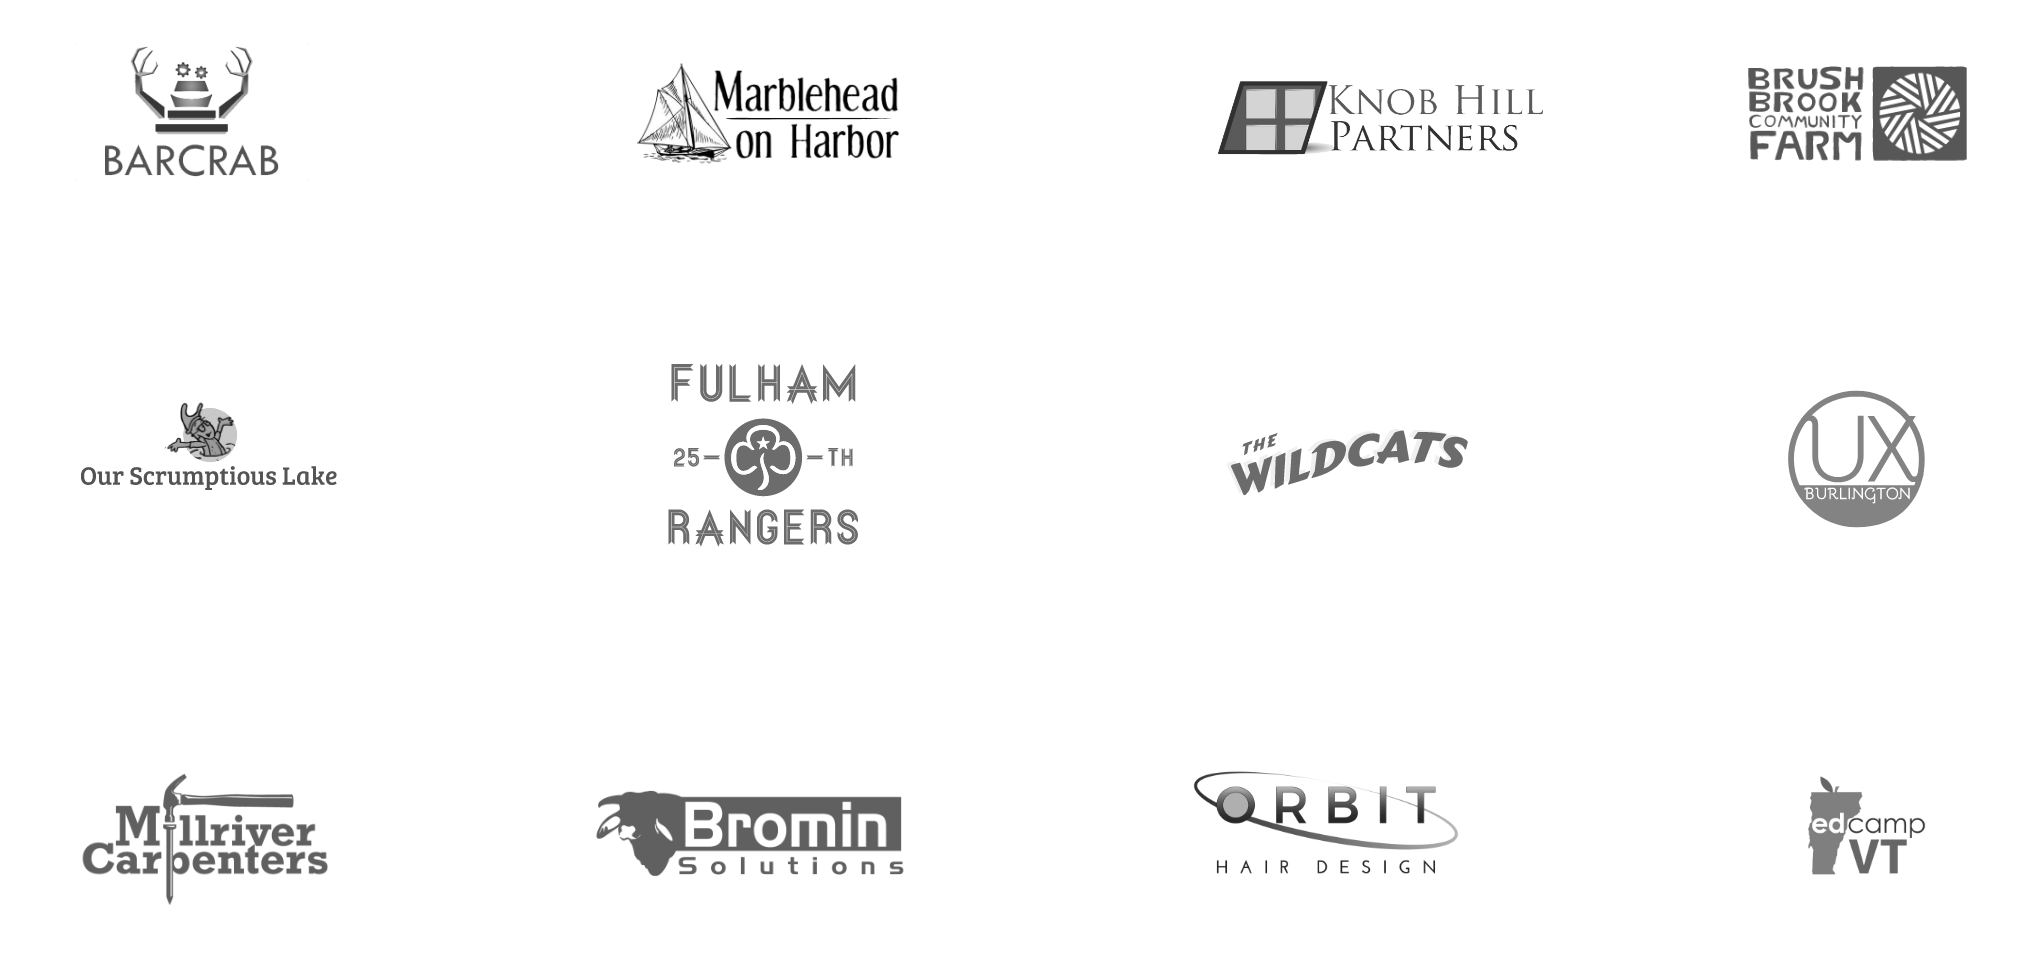 BARCRAB
Marblehead
on Harbor
KNOB HILL
PARTNERS
BRUSH
BROOK
COMMUNITY
FARM
Our Scrumptious Lake
FULHAM
25 — — TH
RANGERS
THE
WILDCATS
UX
BURLINGTON
Millriver
Carpenters
Bromin
Solutions
ORBIT
HAIR DESIGN
edcamp
VT